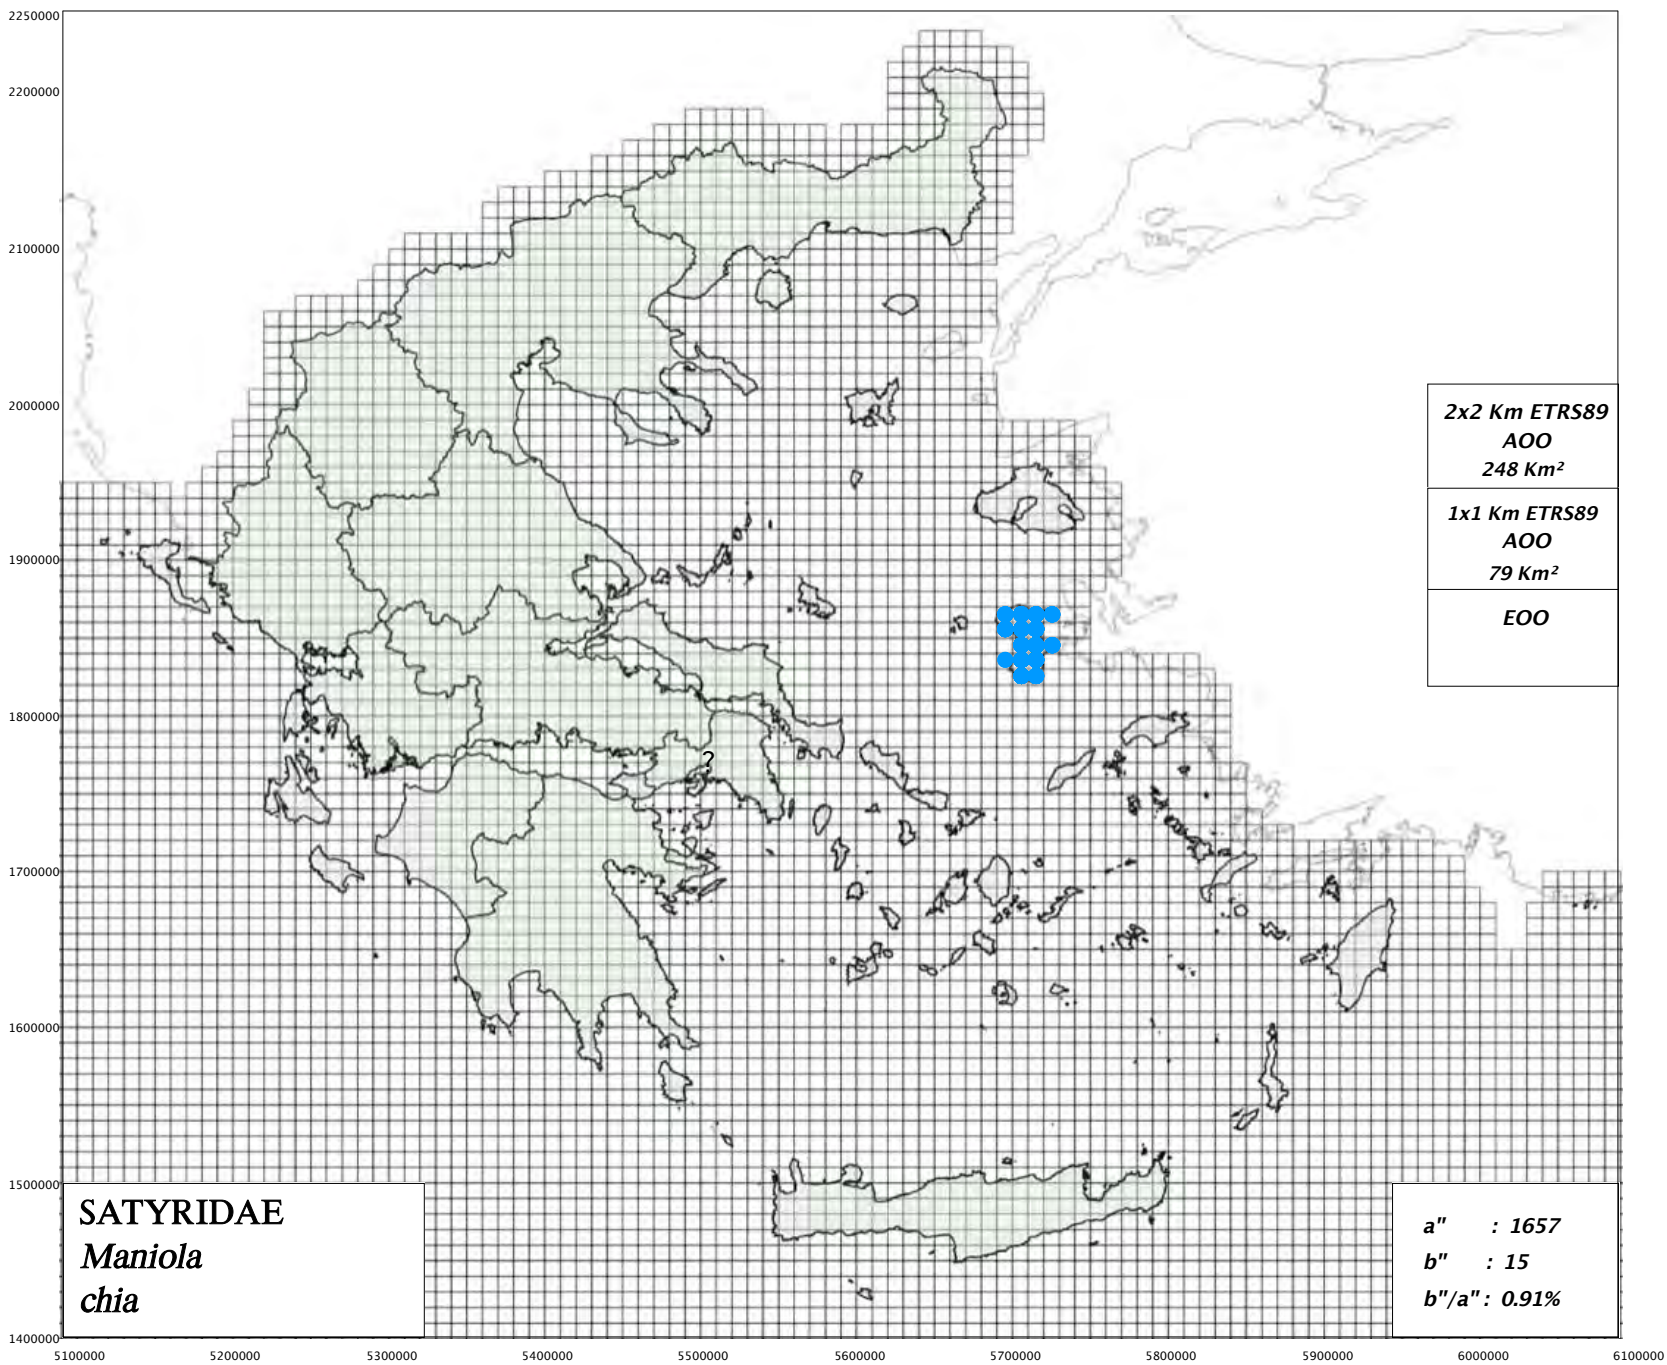 2250000
2200000
2100000
2000000
1900000
1800000
1700000
1600000
1500000
1400000
2x2 Km ETRS89
AOO
248 Km²
1x1 Km ETRS89
AOO
79 Km²
EOO
?
SATYRIDAE
Maniola
chia
a" : 1657
b" : 15
b"/a" : 0.91%
5100000 5200000 5300000 5400000 5500000 5600000 5700000 5800000 5900000 6000000 6100000